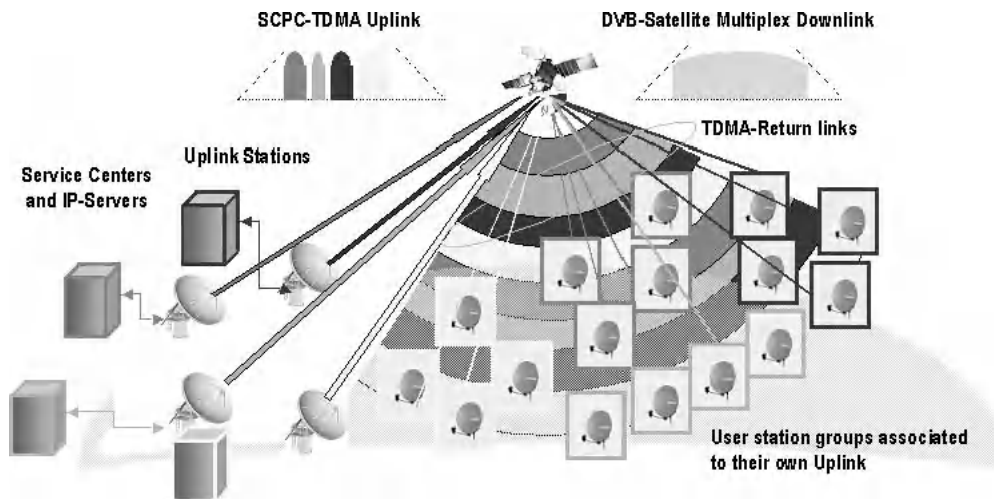 SCPC-TDMA Uplink
DVB-Satellite Multiplex Downlink
TDMA-Return links
Uplink Stations
Service Centers
and IP-Servers
User station groups associated
to their own Uplink